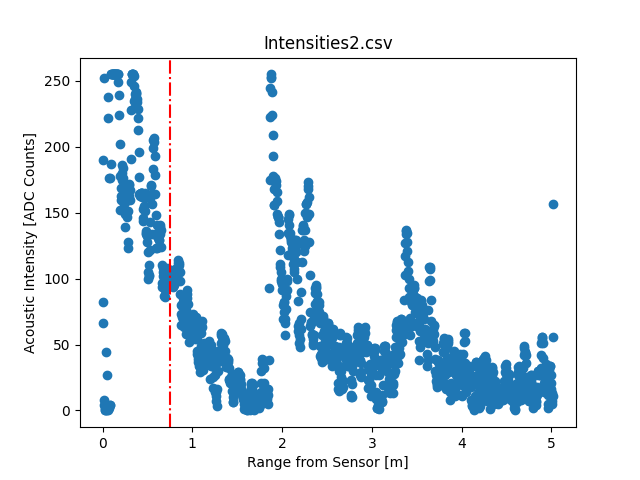 Intensities2.csv
250
200
150
100
50
0
Acoustic Intensity [ADC Counts]
0 1 2 3 4 5
Range from Sensor [m]